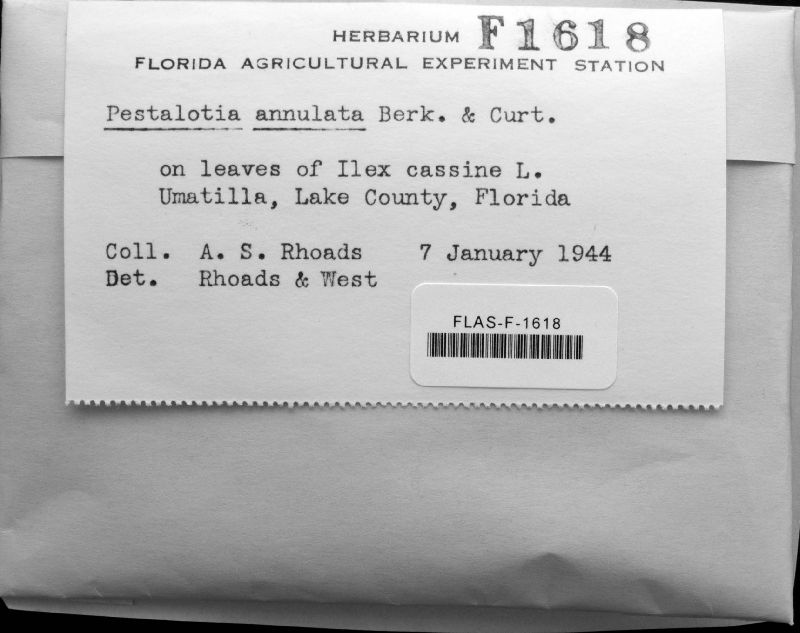 HERBARIUM F1618
FLORIDA AGRICULTURAL EXPERIMENT STATION
Pestalotia annulata Berk. & Curt.
on leaves of Ilex cassine L.
Umatilla, Lake County, Florida
Coll. A. S. Rhoads 7 January 1944
Det. Rhoads & West
FLAS-F-1618